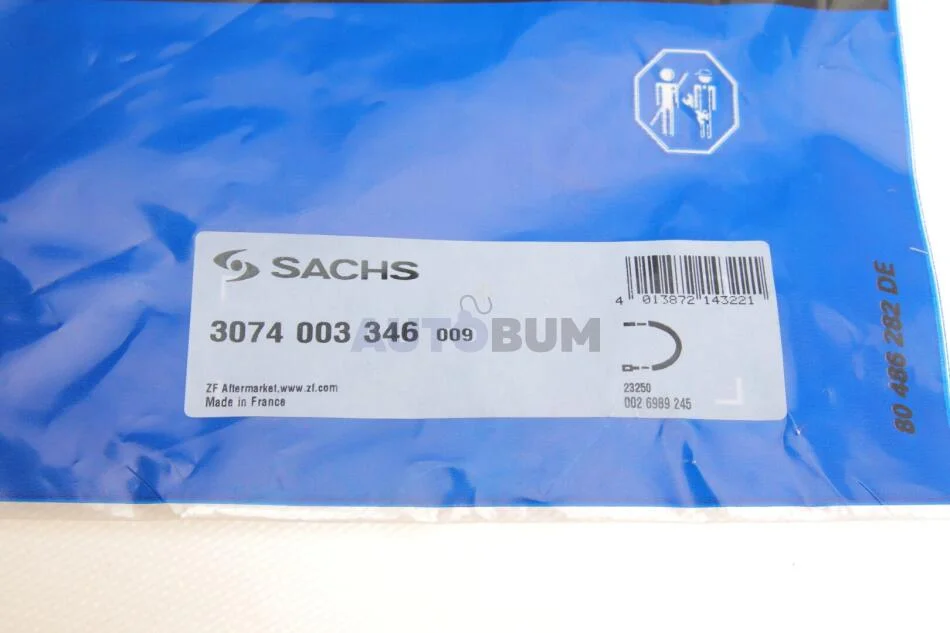 SACHS
4 013872 143221
3074 003 346 009
AUTOBUM
ZF Aftermarket,www.zf.com
Made in France
23250
002 6989 245
80 486 282 DE